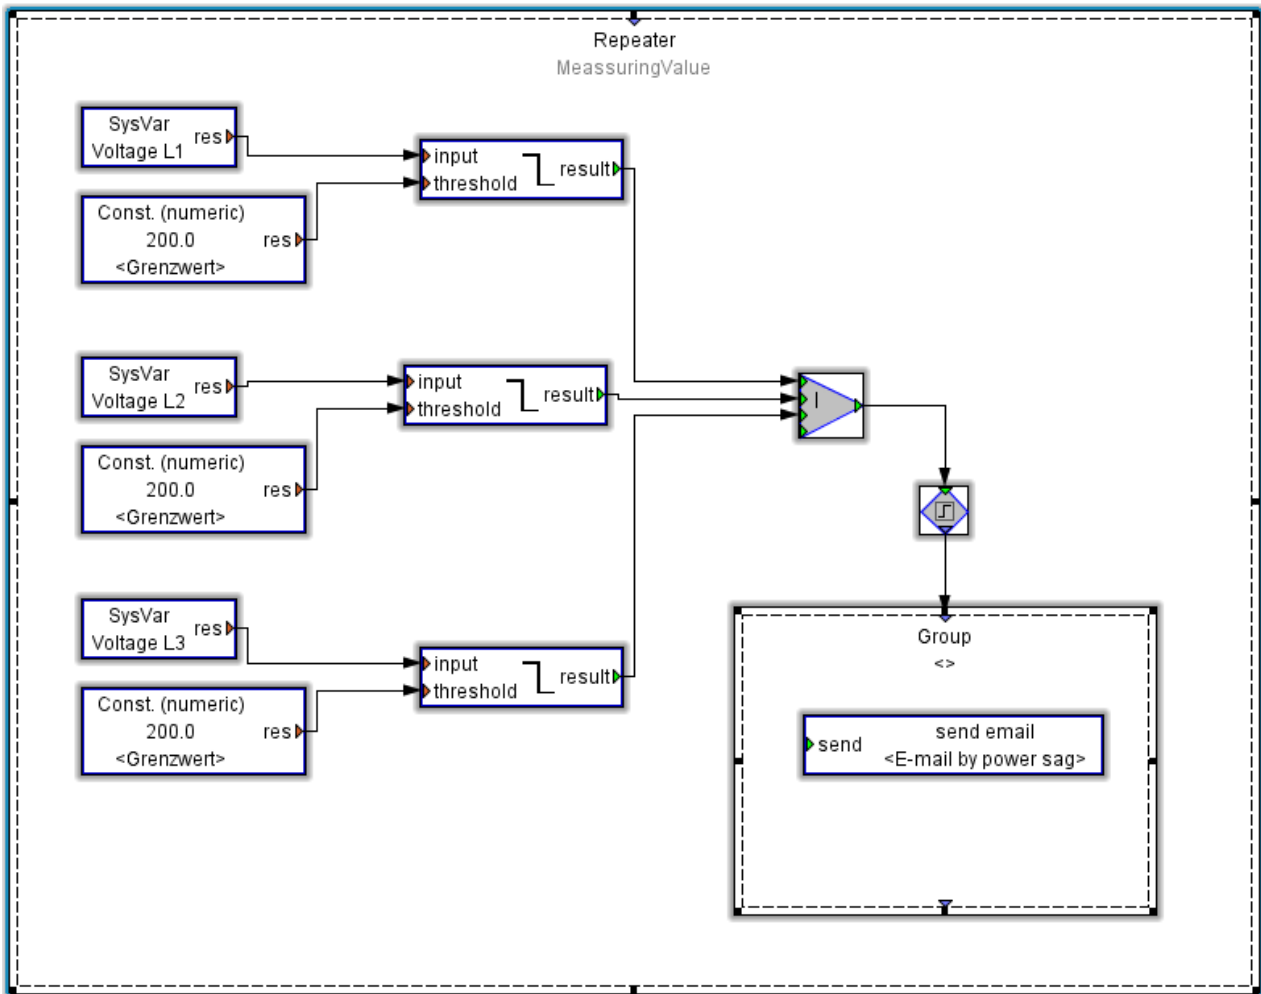 Repeater
MeassuringValue
SysVar
Voltage L1
res
Const. (numeric)
200.0
<Grenzwert>
res
input
threshold
result
SysVar
Voltage L2
res
Const. (numeric)
200.0
<Grenzwert>
res
input
threshold
result
|
SysVar
Voltage L3
res
Const. (numeric)
200.0
<Grenzwert>
res
input
threshold
result
Group
<>
send
send email
<E-mail by power sag>